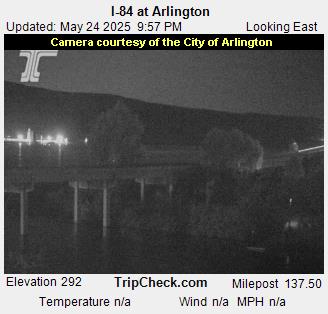 I-84 at Arlington
Updated: May 24 2025 9:57 PM Looking East
Camera courtesy of the City of Arlington
Elevation 292 TripCheck.com Milepost 137.50
Temperature n/a Wind n/a MPH n/a